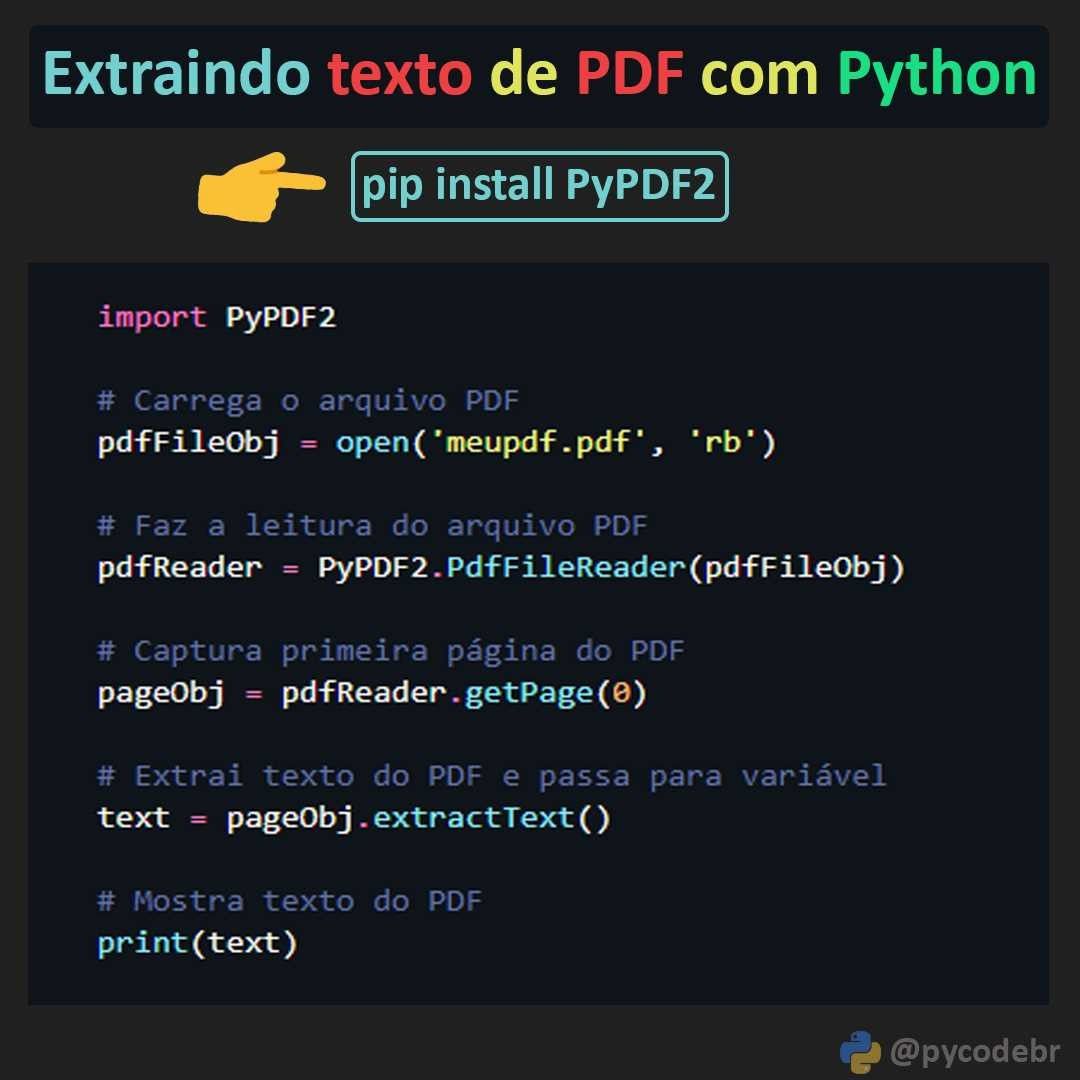 Extraindo texto de PDF com Python
pip install PyPDF2
import PyPDF2
# Carrega o arquivo PDF
pdfFileObj = open('meupdf.pdf', 'rb')
# Faz a leitura do arquivo PDF
pdfReader = PyPDF2.PdfFileReader(pdfFileObj)
# Captura primeira página do PDF
pageObj = pdfReader.getPage(0)
# Extrai texto do PDF e passa para variável
text = pageObj.extractText()
# Mostra texto do PDF
print(text)
@pycodebr